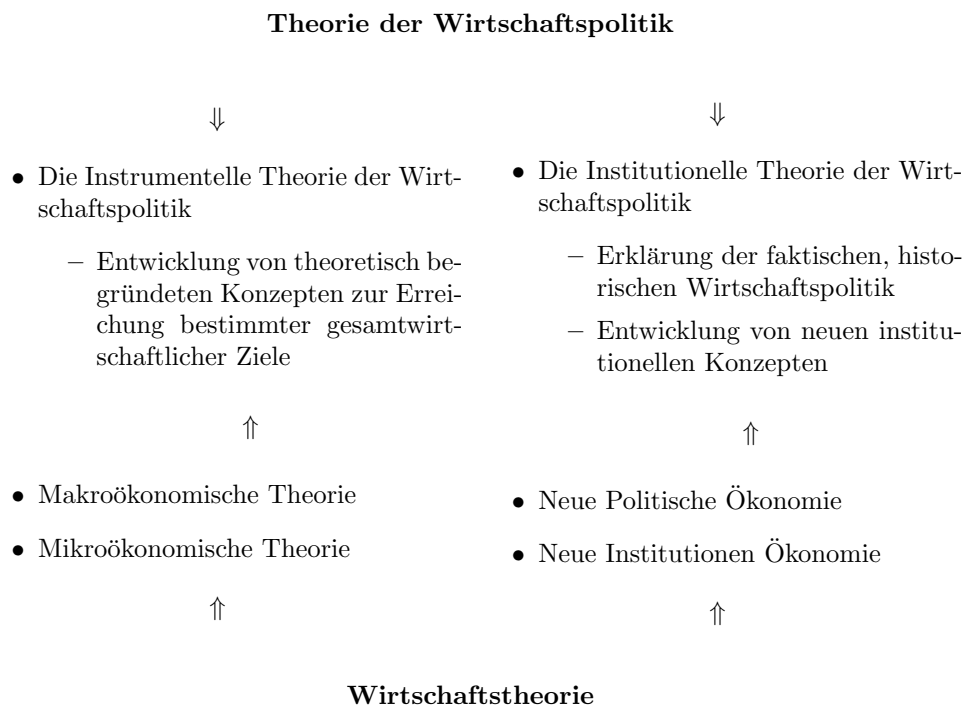 Theorie der Wirtschaftspolitik
⇓
• Die Instrumentelle Theorie der Wirt-
schaftspolitik
– Entwicklung von theoretisch be-
gründeten Konzepten zur Errei-
chung bestimmter gesamtwirt-
schaftlicher Ziele
⇑
• Makroökonomische Theorie
• Mikroökonomische Theorie
⇑
⇓
• Die Institutionelle Theorie der Wirt-
schaftspolitik
– Erklärung der faktischen, histo-
rischen Wirtschaftspolitik
– Entwicklung von neuen institu-
tionellen Konzepten
⇑
• Neue Politische Ökonomie
• Neue Institutionen Ökonomie
⇑
Wirtschaftstheorie